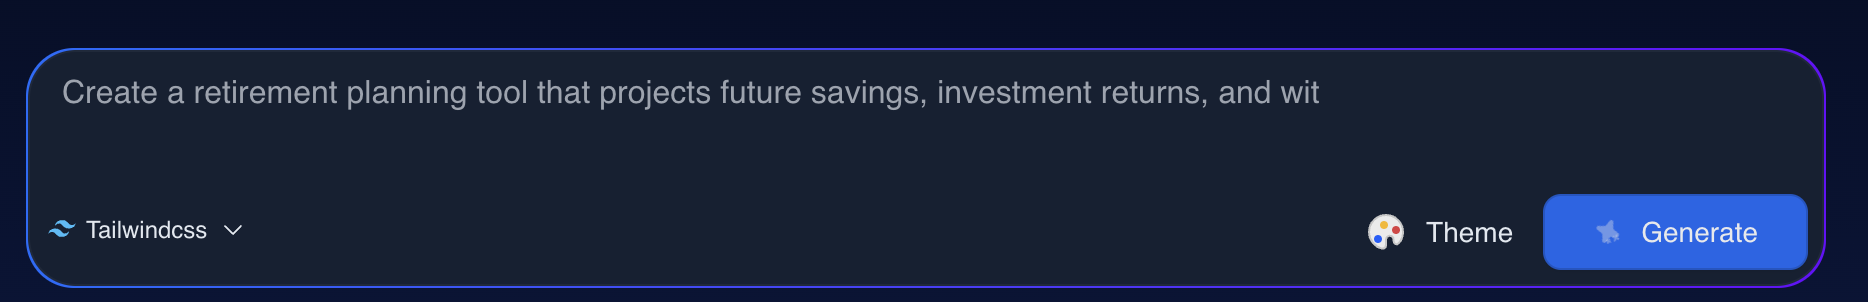 Create a retirement planning tool that projects future savings, investment returns, and wit
Tailwindcss
Theme
Generate